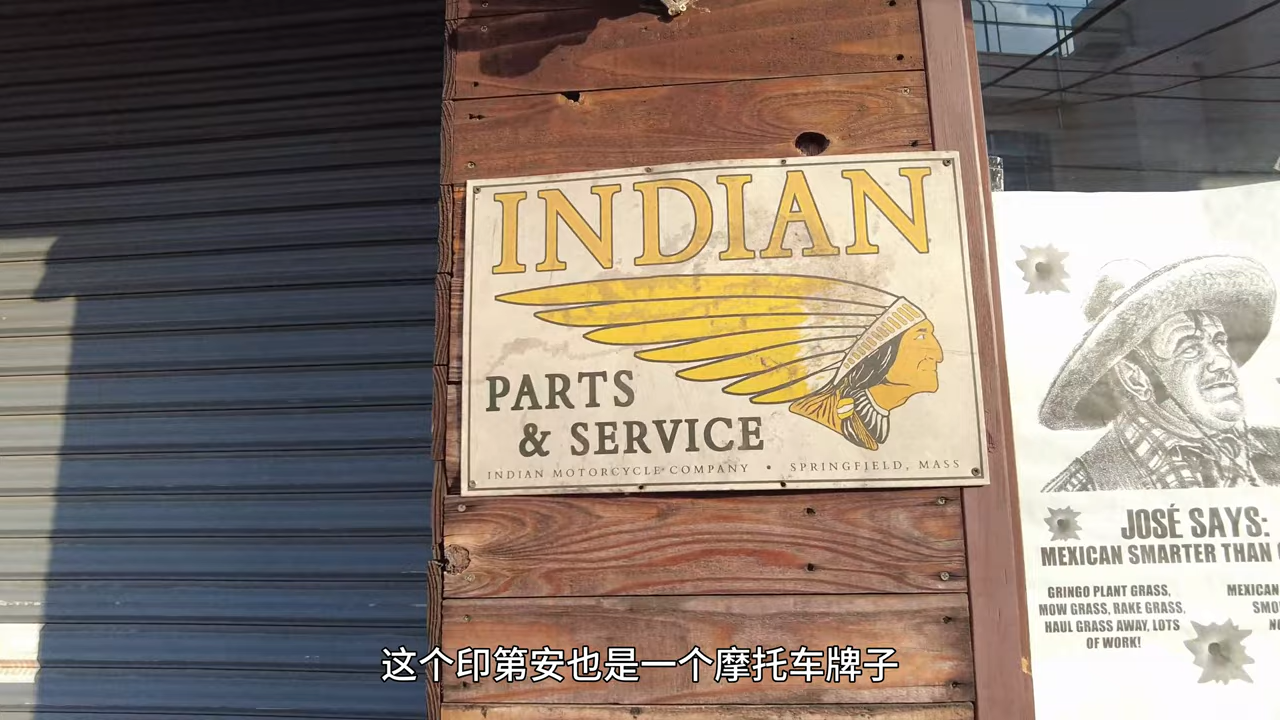 INDIAN
PARTS
& SERVICE
INDIAN MOTORCYCLE COMPANY • SPRINGFIELD, MASS
JOSÉ SAYS:
MEXICAN SMARTER THAN
GRINGO PLANT GRASS,
MOW GRASS, RAKE GRASS,
HAUL GRASS AWAY, LOTS
OF WORK!
MEXICAN
这个印第安也是一个摩托车牌子